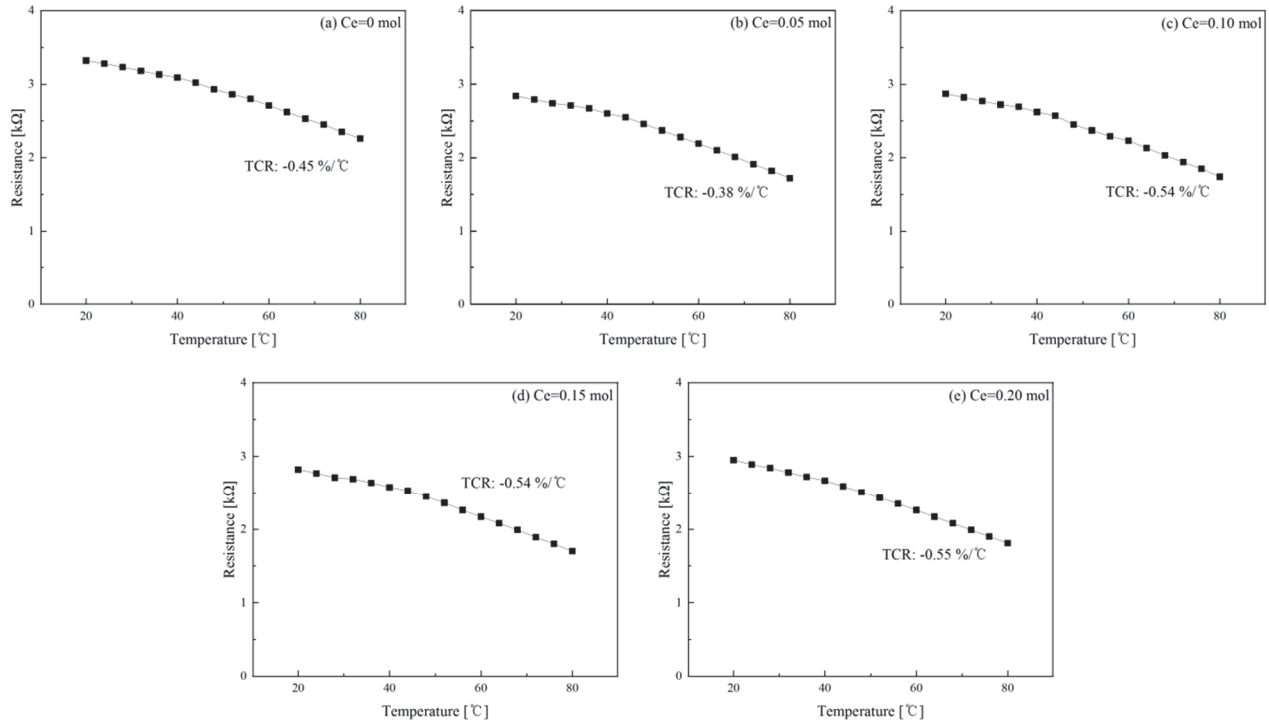 (a) Ce=0 mol
4
3
2
1
0
Resistance [kΩ]
TCR: -0.45 %/℃
20
40
60
80
Temperature [℃]
(b) Ce=0.05 mol
4
3
2
1
0
Resistance [kΩ]
TCR: -0.38 %/℃
20
40
60
80
Temperature [℃]
(c) Ce=0.10 mol
4
3
2
1
0
Resistance [kΩ]
TCR: -0.54 %/℃
20
40
60
80
Temperature [℃]
(d) Ce=0.15 mol
4
3
2
1
0
Resistance [kΩ]
TCR: -0.54 %/℃
20
40
60
80
Temperature [℃]
(e) Ce=0.20 mol
4
3
2
1
0
Resistance [kΩ]
TCR: -0.55 %/℃
20
40
60
80
Temperature [℃]